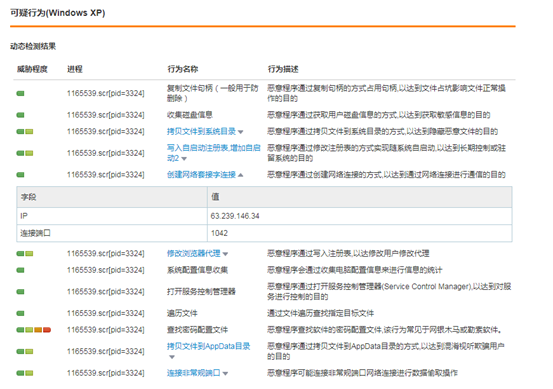 可疑行为(Windows XP)
动态检测结果
威胁程度 进程 行为名称 行为描述
1165539.scr[pid=3324] 复制文件句柄（一般用于防删除） 恶意程序通过复制句柄的方式占用句柄,以达到文件占坑影响文件正常操作的目的
1165539.scr[pid=3324] 收集磁盘信息 恶意程序通过获取用户磁盘信息的方式,以达到获取敏感信息的目的
1165539.scr[pid=3324] 拷贝文件到系统目录 恶意程序通过拷贝文件到系统目录的方式,以达到隐藏恶意文件的目的
1165539.scr[pid=3324] 写入自启动注册表,增加自启动2 恶意程序通过修改注册表的方式实现随系统自启动,以达到长期控制或驻留系统的目的
1165539.scr[pid=3324] 创建网络套接字连接 恶意程序通过创建网络连接的方式,以达到通过网络连接进行通信的目的
字段 值
IP 63.239.146.34
连接端口 1042
1165539.scr[pid=3324] 修改浏览器代理 恶意程序通过写入注册表,以达修改用户修改代理
1165539.scr[pid=3324] 系统配置信息收集 恶意程序会通过收集电脑配置信息来进行信息的统计
1165539.scr[pid=3324] 打开服务控制管理器 恶意程序通过打开服务控制管理器(Service Control Manager),以达到对服务进行控制的目的
1165539.scr[pid=3324] 遍历文件 通过文件遍历查找指定目标文件
1165539.scr[pid=3324] 查找密码配置文件 恶意程序查找软件的密码配置文件,该行为常见于网银木马或勒索软件。
1165539.scr[pid=3324] 拷贝文件到AppData目录 恶意程序通过拷贝文件到AppData目录的方式,以达到混淆视听欺骗用户的目的
1165539.scr[pid=3324] 连接非常规端口 恶意程序可能连接非常规端口网络连接进行数据偷取操作